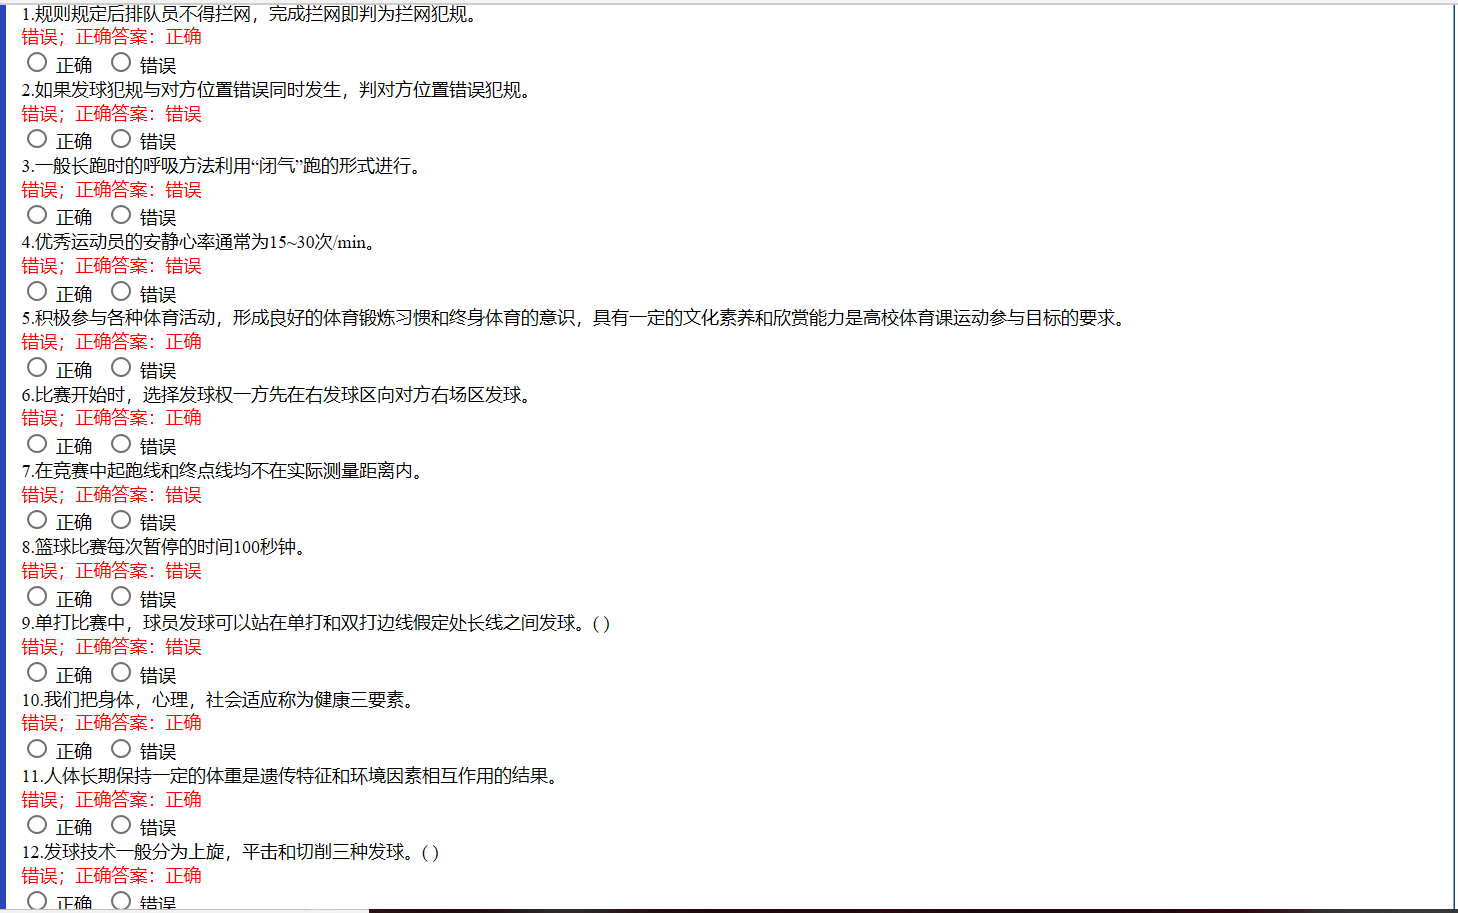 1.规则规定后排队员不得拦网，完成拦网即判为拦网犯规。
错误；正确答案：正确
正确 错误
2.如果发球犯规与对方位置错误同时发生，判对方位置错误犯规。
错误；正确答案：错误
正确 错误
3.一般长跑时的呼吸方法利用“闭气”跑的形式进行。
错误；正确答案：错误
正确 错误
4.优秀运动员的安静心率通常为15~30次/min。
错误；正确答案：错误
正确 错误
5.积极参与各种体育活动，形成良好的体育锻炼习惯和终身体育的意识，具有一定的文化素养和欣赏能力是高校体育课运动参与目标的要求。
错误；正确答案：正确
正确 错误
6.比赛开始时，选择发球权一方先在右发球区向对方右场区发球。
错误；正确答案：正确
正确 错误
7.在竞赛中起跑线和终点线均不在实际测量距离内。
错误；正确答案：错误
正确 错误
8.篮球比赛每次暂停的时间100秒钟。
错误；正确答案：错误
正确 错误
9.单打比赛中，球员发球可以站在单打和双打边线假定处长线之间发球。( )
错误；正确答案：错误
正确 错误
10.我们把身体，心理，社会适应称为健康三要素。
错误；正确答案：正确
正确 错误
11.人体长期保持一定的体重是遗传特征和环境因素相互作用的结果。
错误；正确答案：正确
正确 错误
12.发球技术一般分为上旋，平击和切削三种发球。( )
错误；正确答案：正确
正确 错误